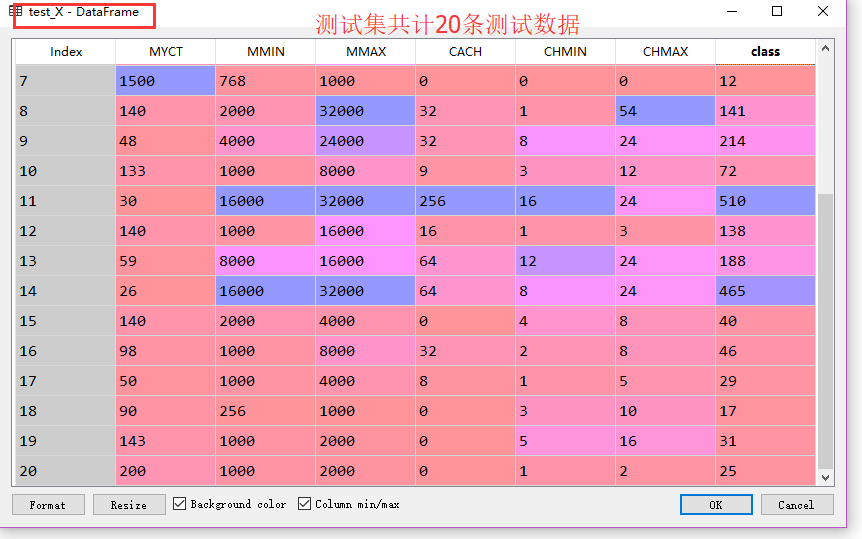 test_X - DataFrame
测试集共计20条测试数据
Index MYCT MMIN MMAX CACH CHMIN CHMAX class
7 1500 768 1000 0 0 0 12
8 140 2000 32000 32 1 54 141
9 48 4000 24000 32 8 24 214
10 133 1000 8000 9 3 12 72
11 30 16000 32000 256 16 24 510
12 140 1000 16000 16 1 3 138
13 59 8000 16000 64 12 24 188
14 26 16000 32000 64 8 24 465
15 140 2000 4000 0 4 8 40
16 98 1000 8000 32 2 8 46
17 50 1000 4000 8 1 5 29
18 90 256 1000 0 3 10 17
19 143 1000 2000 0 5 16 31
20 200 1000 2000 0 1 2 25
Format Resize Background color Column min/max OK Cancel